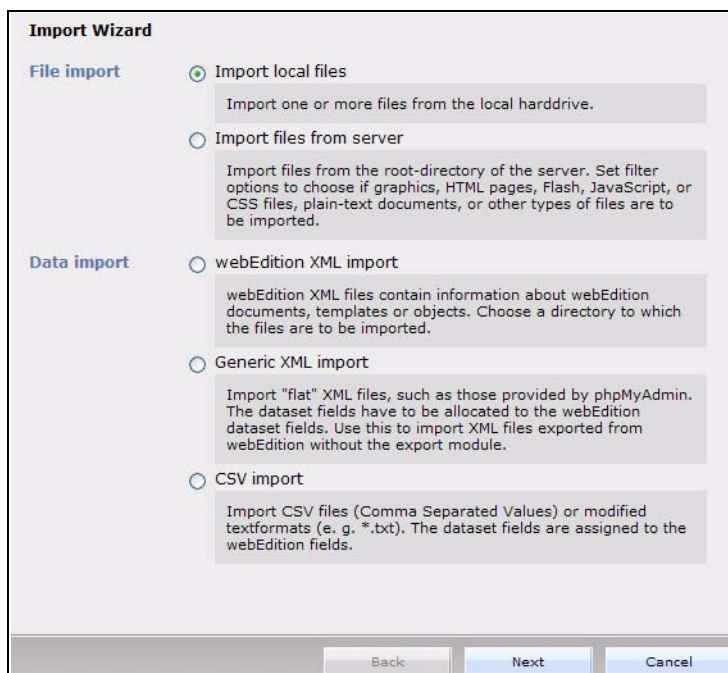 Import Wizard
File import
Import local files
Import one or more files from the local harddrive.
Import files from server
Import files from the root-directory of the server. Set filter
options to choose if graphics, HTML pages, Flash, JavaScript, or
CSS files, plain-text documents, or other types of files are to
be imported.
Data import
webEdition XML import
webEdition XML files contain information about webEdition
documents, templates or objects. Choose a directory to which
the files are to be imported.
Generic XML import
Import "flat" XML files, such as those provided by phpMyAdmin.
The dataset fields have to be allocated to the webEdition
dataset fields. Use this to import XML files exported from
webEdition without the export module.
CSV import
Import CSV files (Comma Separated Values) or modified
textformats (e. g. *.txt). The dataset fields are assigned to the
webEdition fields.
Back
Next
Cancel